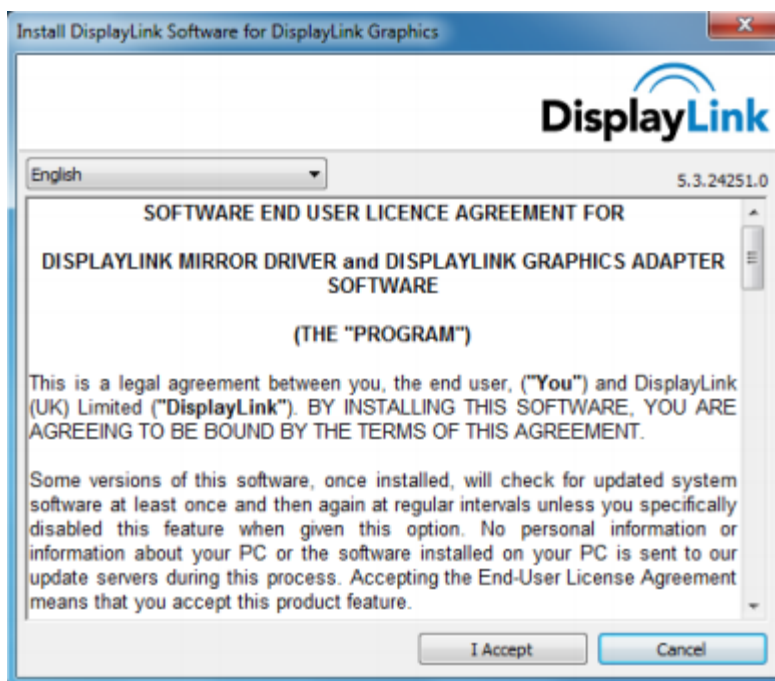 Install DisplayLink Software for DisplayLink Graphics
DisplayLink
English
5.3.24251.0
SOFTWARE END USER LICENCE AGREEMENT FOR
DISPLAYLINK MIRROR DRIVER and DISPLAYLINK GRAPHICS ADAPTER
SOFTWARE
(THE "PROGRAM")
This is a legal agreement between you, the end user, ("You") and DisplayLink
(UK) Limited ("DisplayLink"). BY INSTALLING THIS SOFTWARE, YOU ARE
AGREEING TO BE BOUND BY THE TERMS OF THIS AGREEMENT.
Some versions of this software, once installed, will check for updated system
software at least once and then again at regular intervals unless you specifically
disabled this feature when given this option. No personal information or
information about your PC or the software installed on your PC is sent to our
update servers during this process. Accepting the End-User License Agreement
means that you accept this product feature.
I Accept
Cancel